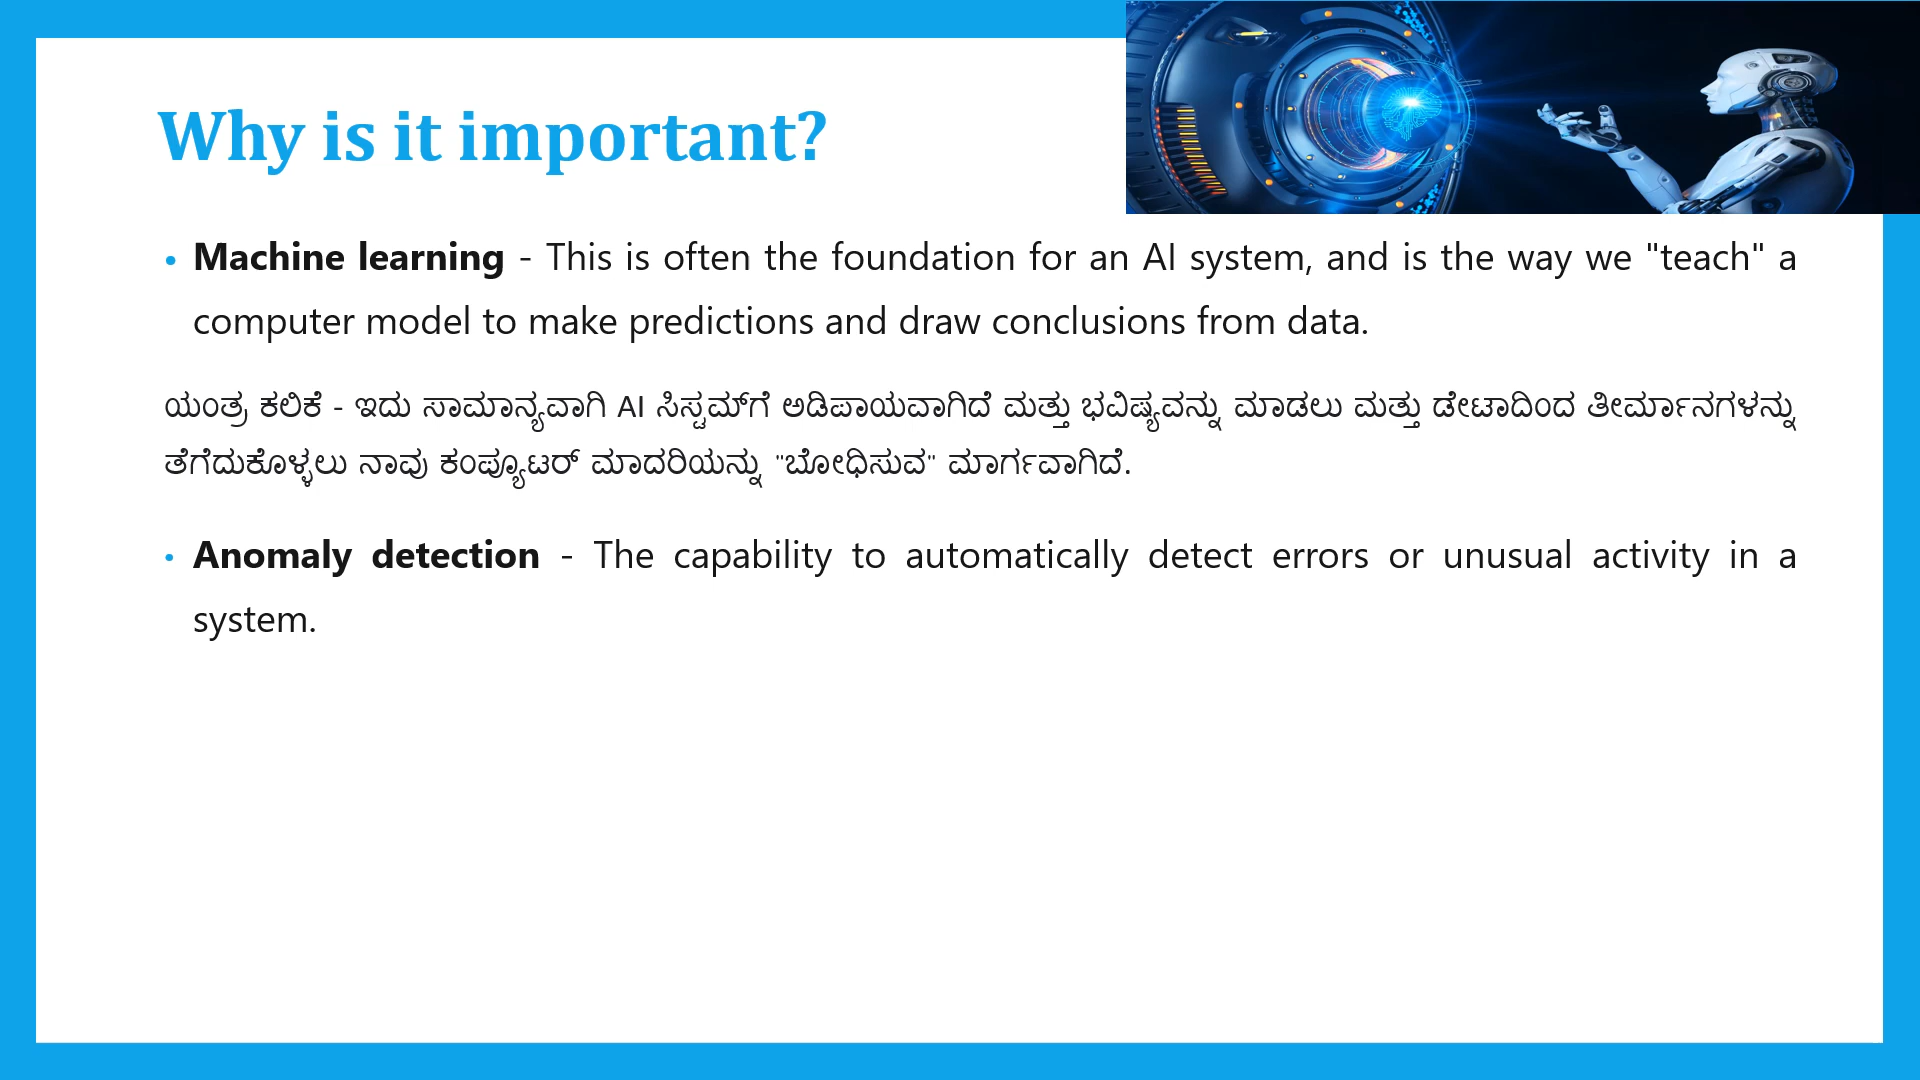 Why is it important?
• Machine learning - This is often the foundation for an AI system, and is the way we "teach" a
computer model to make predictions and draw conclusions from data.
ಯಂತ್ರ ಕಲಿಕೆ - ಇದು ಸಾಮಾನ್ಯವಾಗಿ AI ಸಿಸ್ಟಮ್‌ಗೆ ಅಡಿಪಾಯವಾಗಿದೆ ಮತ್ತು ಭವಿಷ್ಯವನ್ನು ಮಾಡಲು ಮತ್ತು ಡೇಟಾದಿಂದ ತೀರ್ಮಾನಗಳನ್ನು
ತೆಗೆದುಕೊಳ್ಳಲು ನಾವು ಕಂಪ್ಯೂಟರ್ ಮಾದರಿಯನ್ನು "ಬೋಧಿಸುವ" ಮಾರ್ಗವಾಗಿದೆ.
• Anomaly detection - The capability to automatically detect errors or unusual activity in a
system.